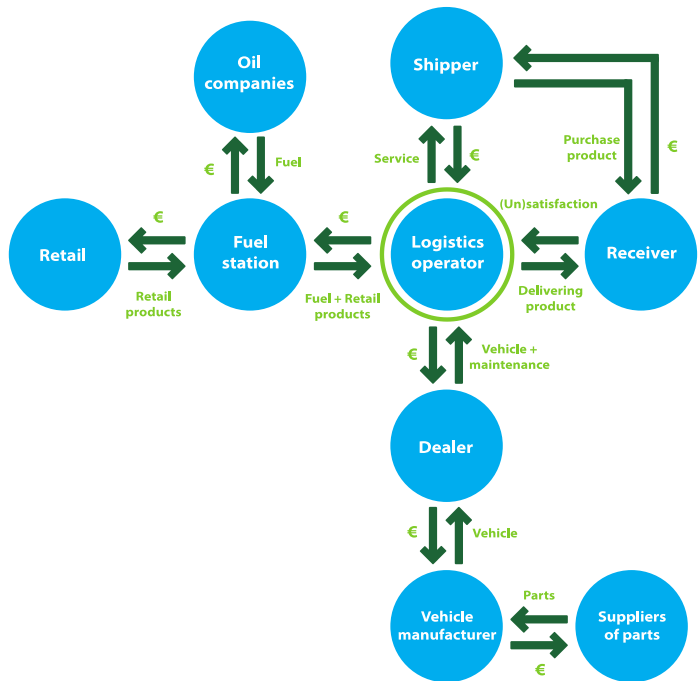 Oil
companies
Shipper
€
Fuel
Service
€
Purchase
product
€
(Un)satisfaction
€
€
Retail
Fuel
station
Logistics
operator
Receiver
Retail
products
Fuel + Retail
products
Delivering
product
€
Vehicle +
maintenance
Dealer
€
Vehicle
Parts
Vehicle
manufacturer
Suppliers
of parts
€